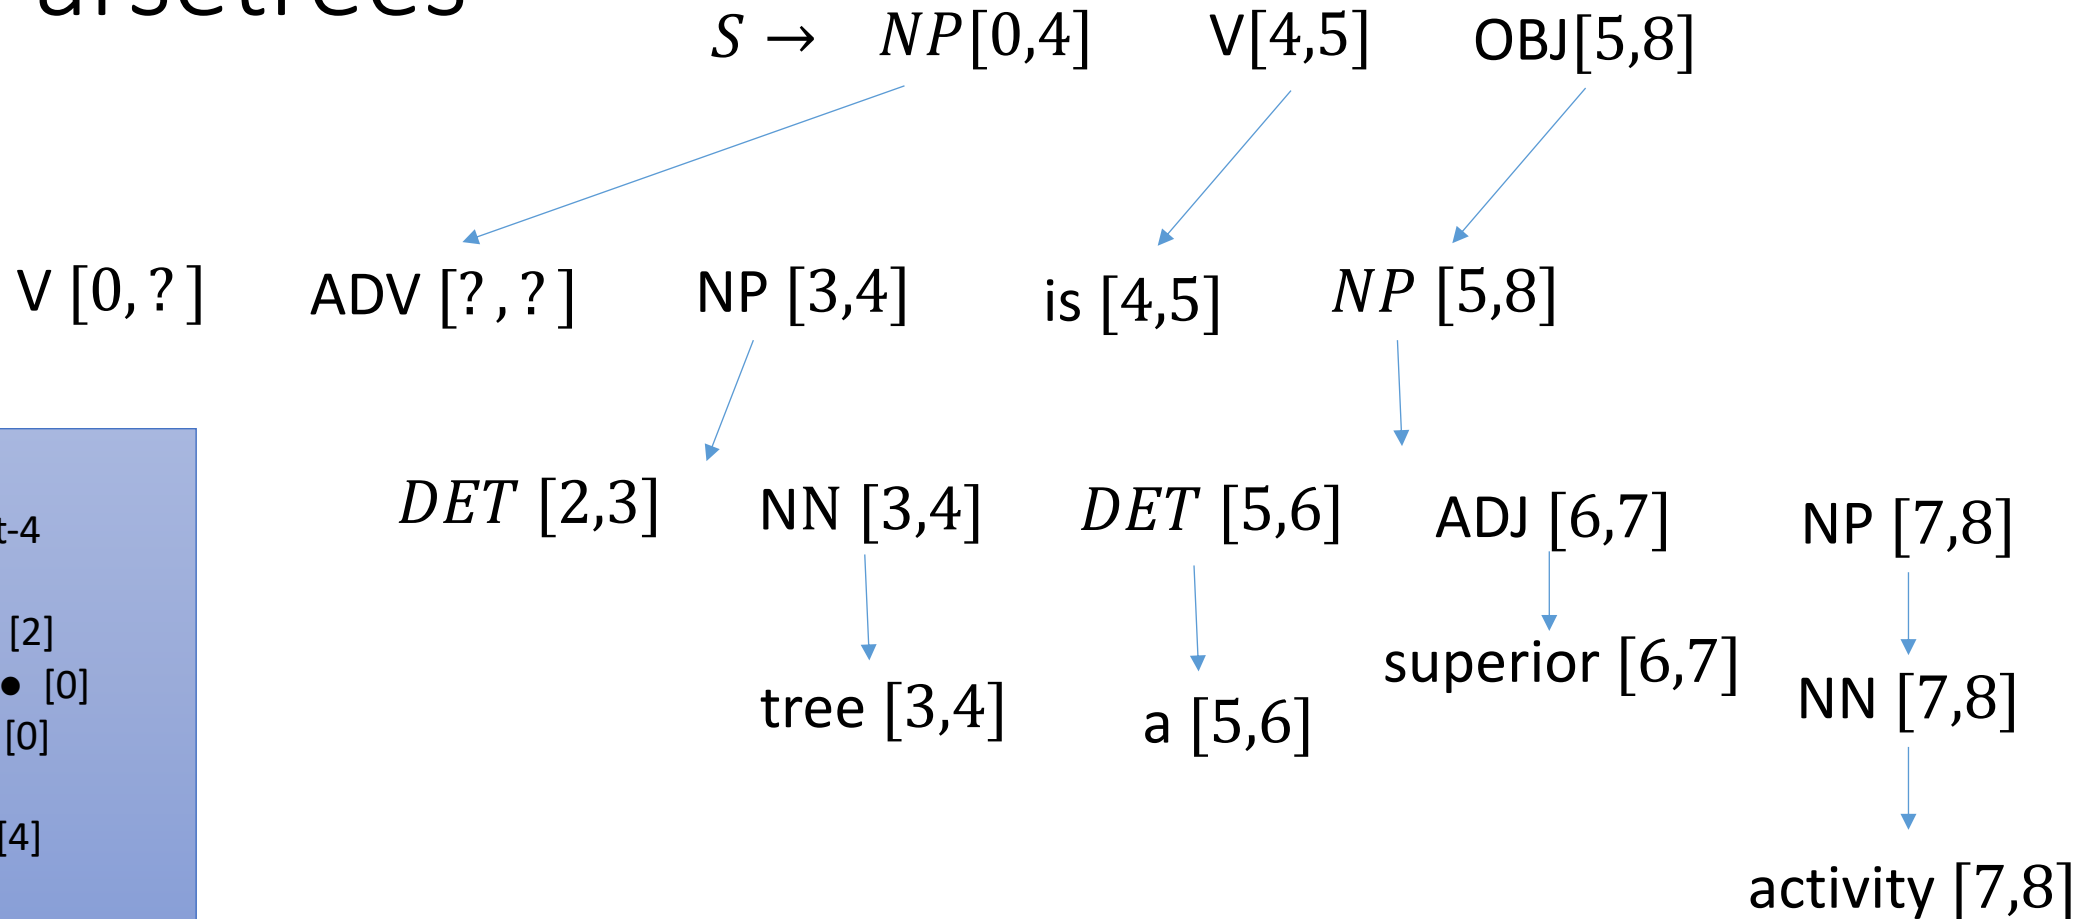 arsetrees
S → NP[0,4] V[4,5] OBJ[5,8]
V [0,?] ADV [?,?] NP [3,4] is [4,5] NP [5,8]
DET [2,3] NN [3,4] DET [5,6] ADJ [6,7] NP [7,8]
t-4
[2]
superior [6,7]
● [0]
tree [3,4] a [5,6] NN [7,8]
[0]
[4]
activity [7,8]